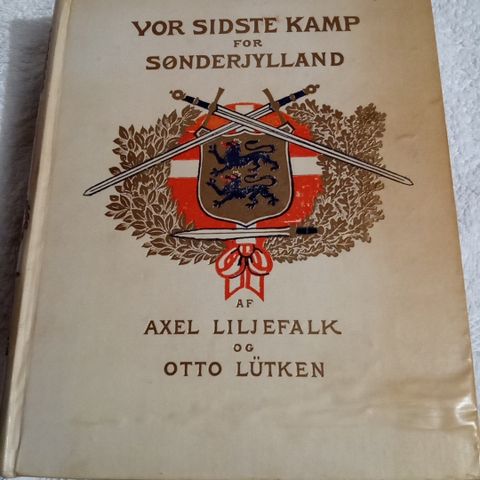 VOR SIDSTE KAMP
FOR
SØNDERJYLLAND
AF
AXEL LILJEFALK
OG
OTTO LÜTKEN